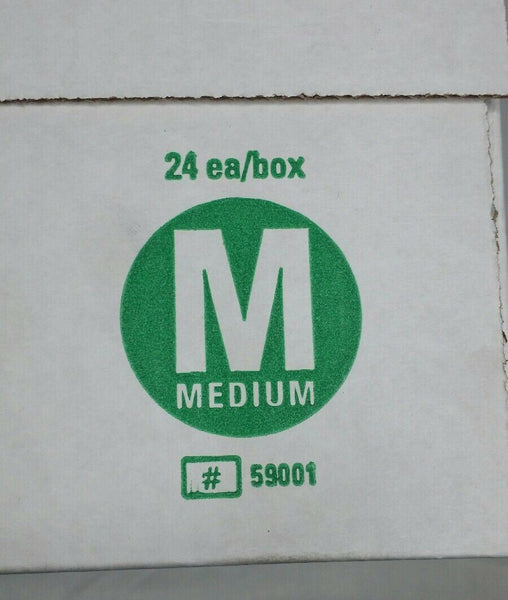 24 ea/box
M
MEDIUM
# 59001